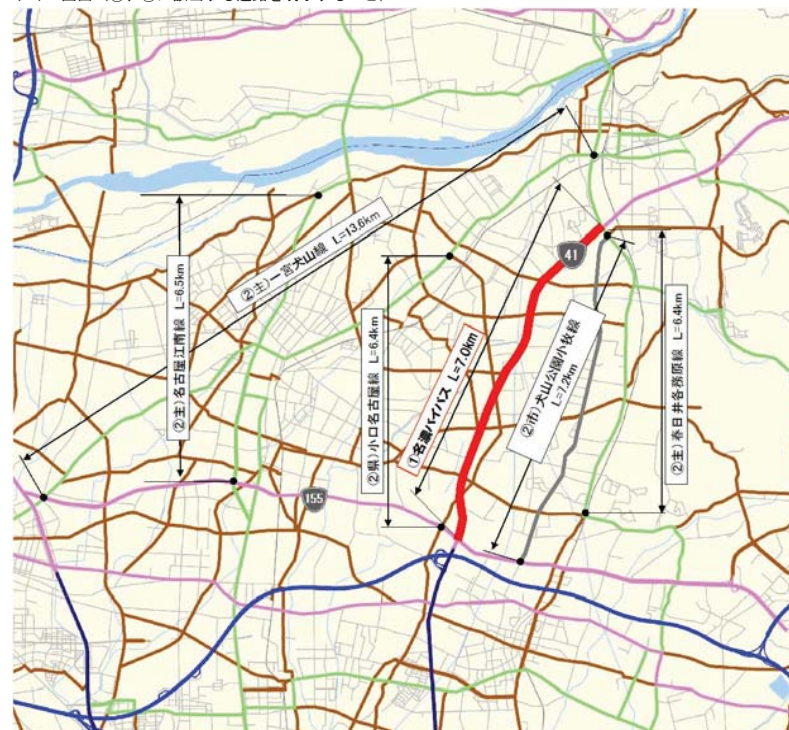 ②主）一宮犬山線 L=13.6km
②主）名古屋江南線 L=6.5km
②県）小口名古屋線 L=6.4km
①名濃バイパス L=7.0km
41
②市）犬山公園小牧線
L=7.2km
②主）春日井各務原線 L=6.4km
155